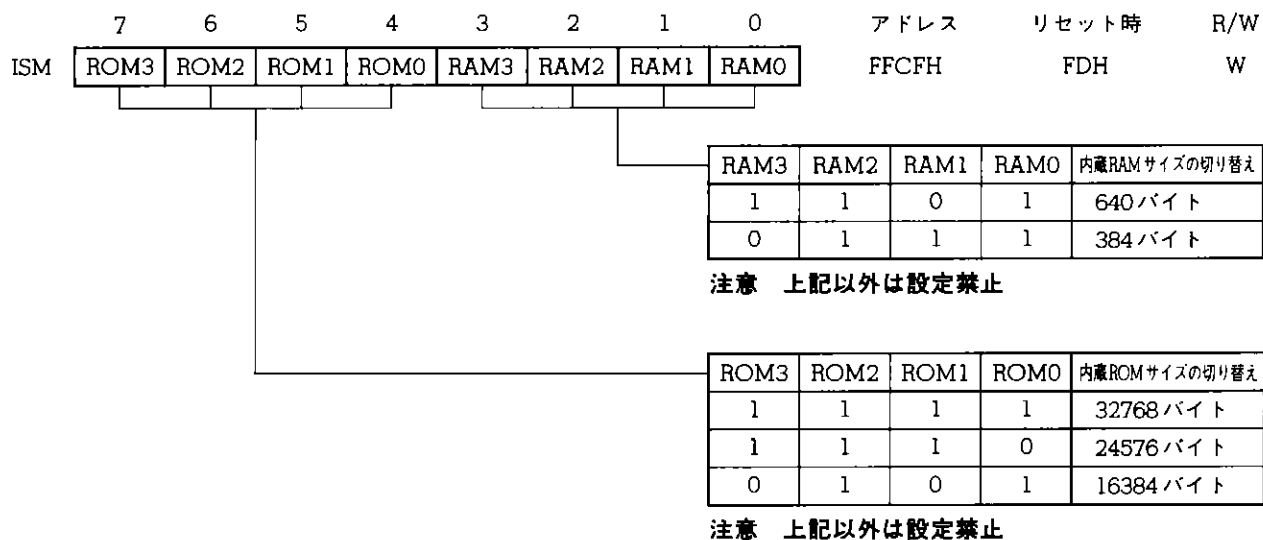 7 6 5 4 3 2 1 0 アドレス リセット時 R/W
ISM ROM3 ROM2 ROM1 ROM0 RAM3 RAM2 RAM1 RAM0 FFCFH FDH W
RAM3 RAM2 RAM1 RAM0 内蔵RAMサイズの切り替え
1 1 0 1 640バイト
0 1 1 1 384バイト
注意 上記以外は設定禁止
ROM3 ROM2 ROM1 ROM0 内蔵ROMサイズの切り替え
1 1 1 1 32768バイト
1 1 1 0 24576バイト
0 1 0 1 16384バイト
注意 上記以外は設定禁止